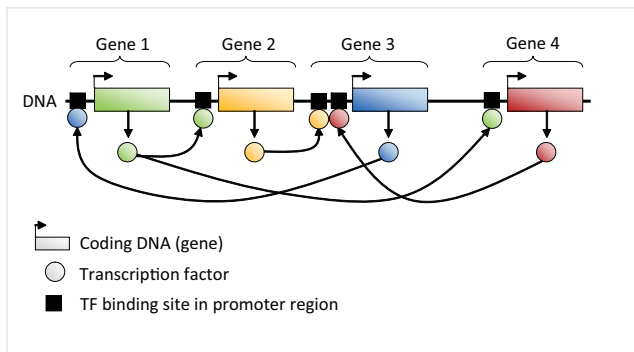 Gene 1 Gene 2 Gene 3 Gene 4
DNA
Coding DNA (gene)
Transcription factor
TF binding site in promoter region